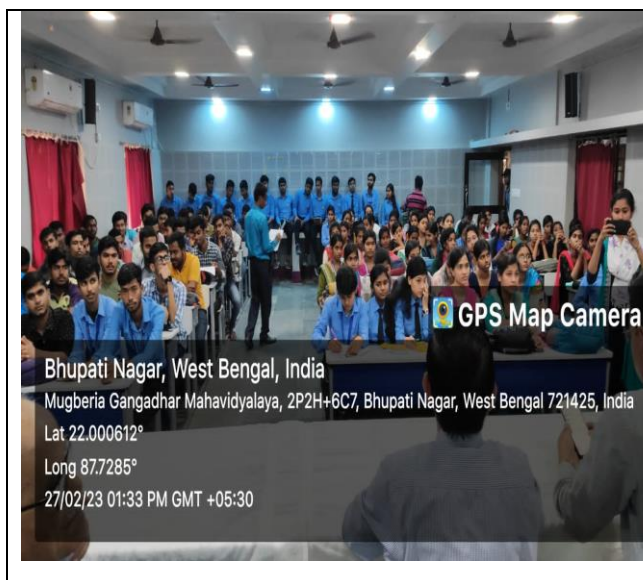 GPS Map Camera
Bhupati Nagar, West Bengal, India
Mugberia Gangadhar Mahavidyalaya, 2P2H+6C7, Bhupati Nagar, West Bengal 721425, India
Lat 22.000612°
Long 87.7285°
27/02/23 01:33 PM GMT +05:30